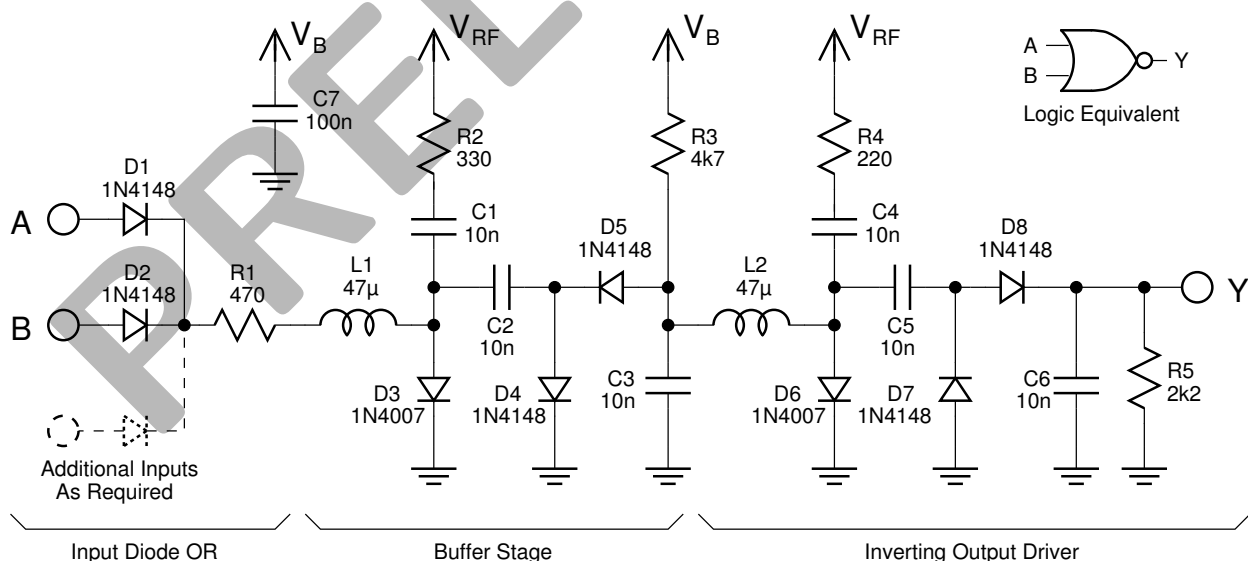 V_B
V_RF
V_B
V_RF
A
B
Y
Logic Equivalent
C7
100n
R2
330
R3
4k7
R4
220
D1
1N4148
A
C1
10n
D5
1N4148
C4
10n
D8
1N4148
D2
1N4148
B
R1
470
L1
47µ
C2
10n
L2
47µ
C5
10n
Y
D3
1N4007
D4
1N4148
C3
10n
D6
1N4007
D7
1N4148
C6
10n
R5
2k2
Additional Inputs
As Required
Input Diode OR
Buffer Stage
Inverting Output Driver
PREL